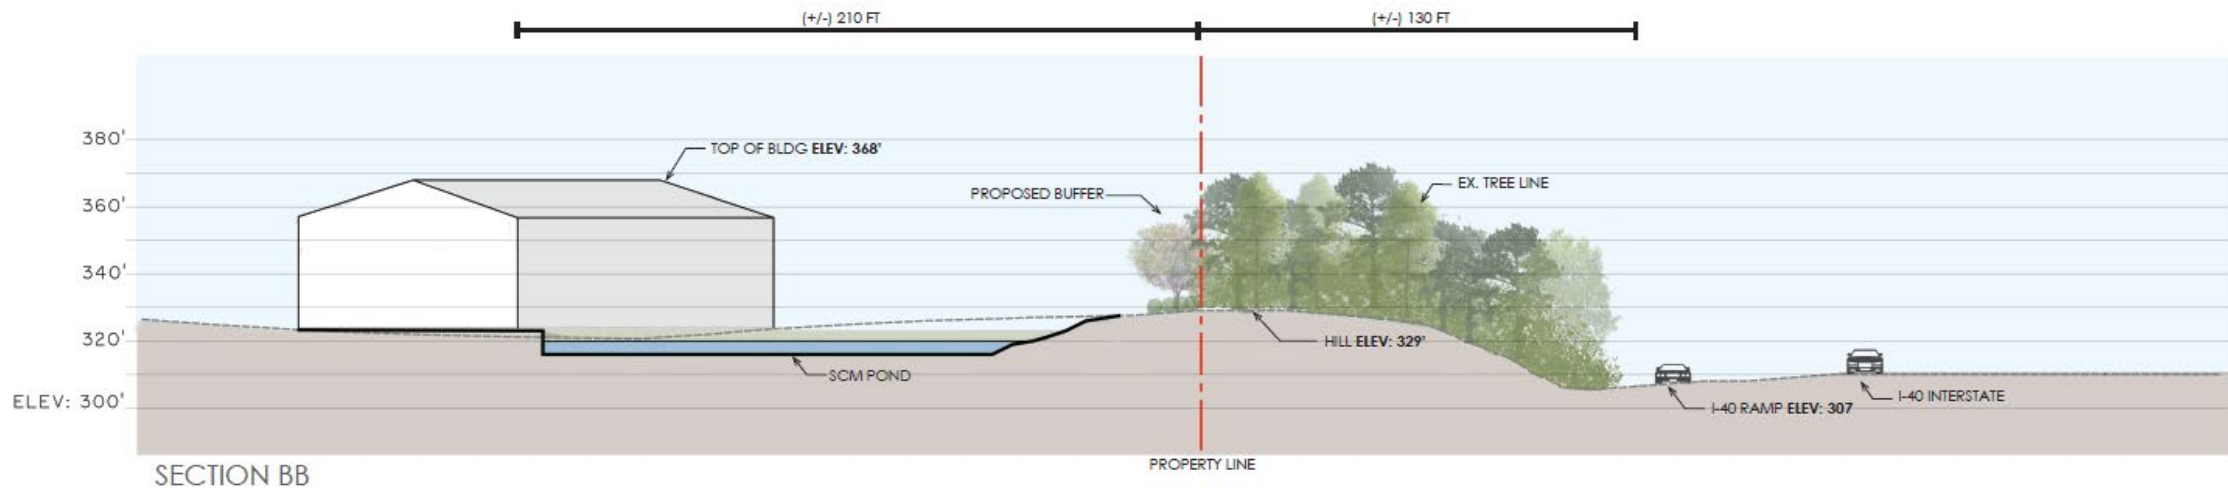 (+/-) 210 FT
(+/-) 130 FT
380'
TOP OF BLDG ELEV: 368'
PROPOSED BUFFER
EX. TREE LINE
360'
340'
320'
HILL ELEV: 329'
SCM POND
ELEV: 300'
I-40 RAMP ELEV: 307
I-40 INTERSTATE
PROPERTY LINE
SECTION BB